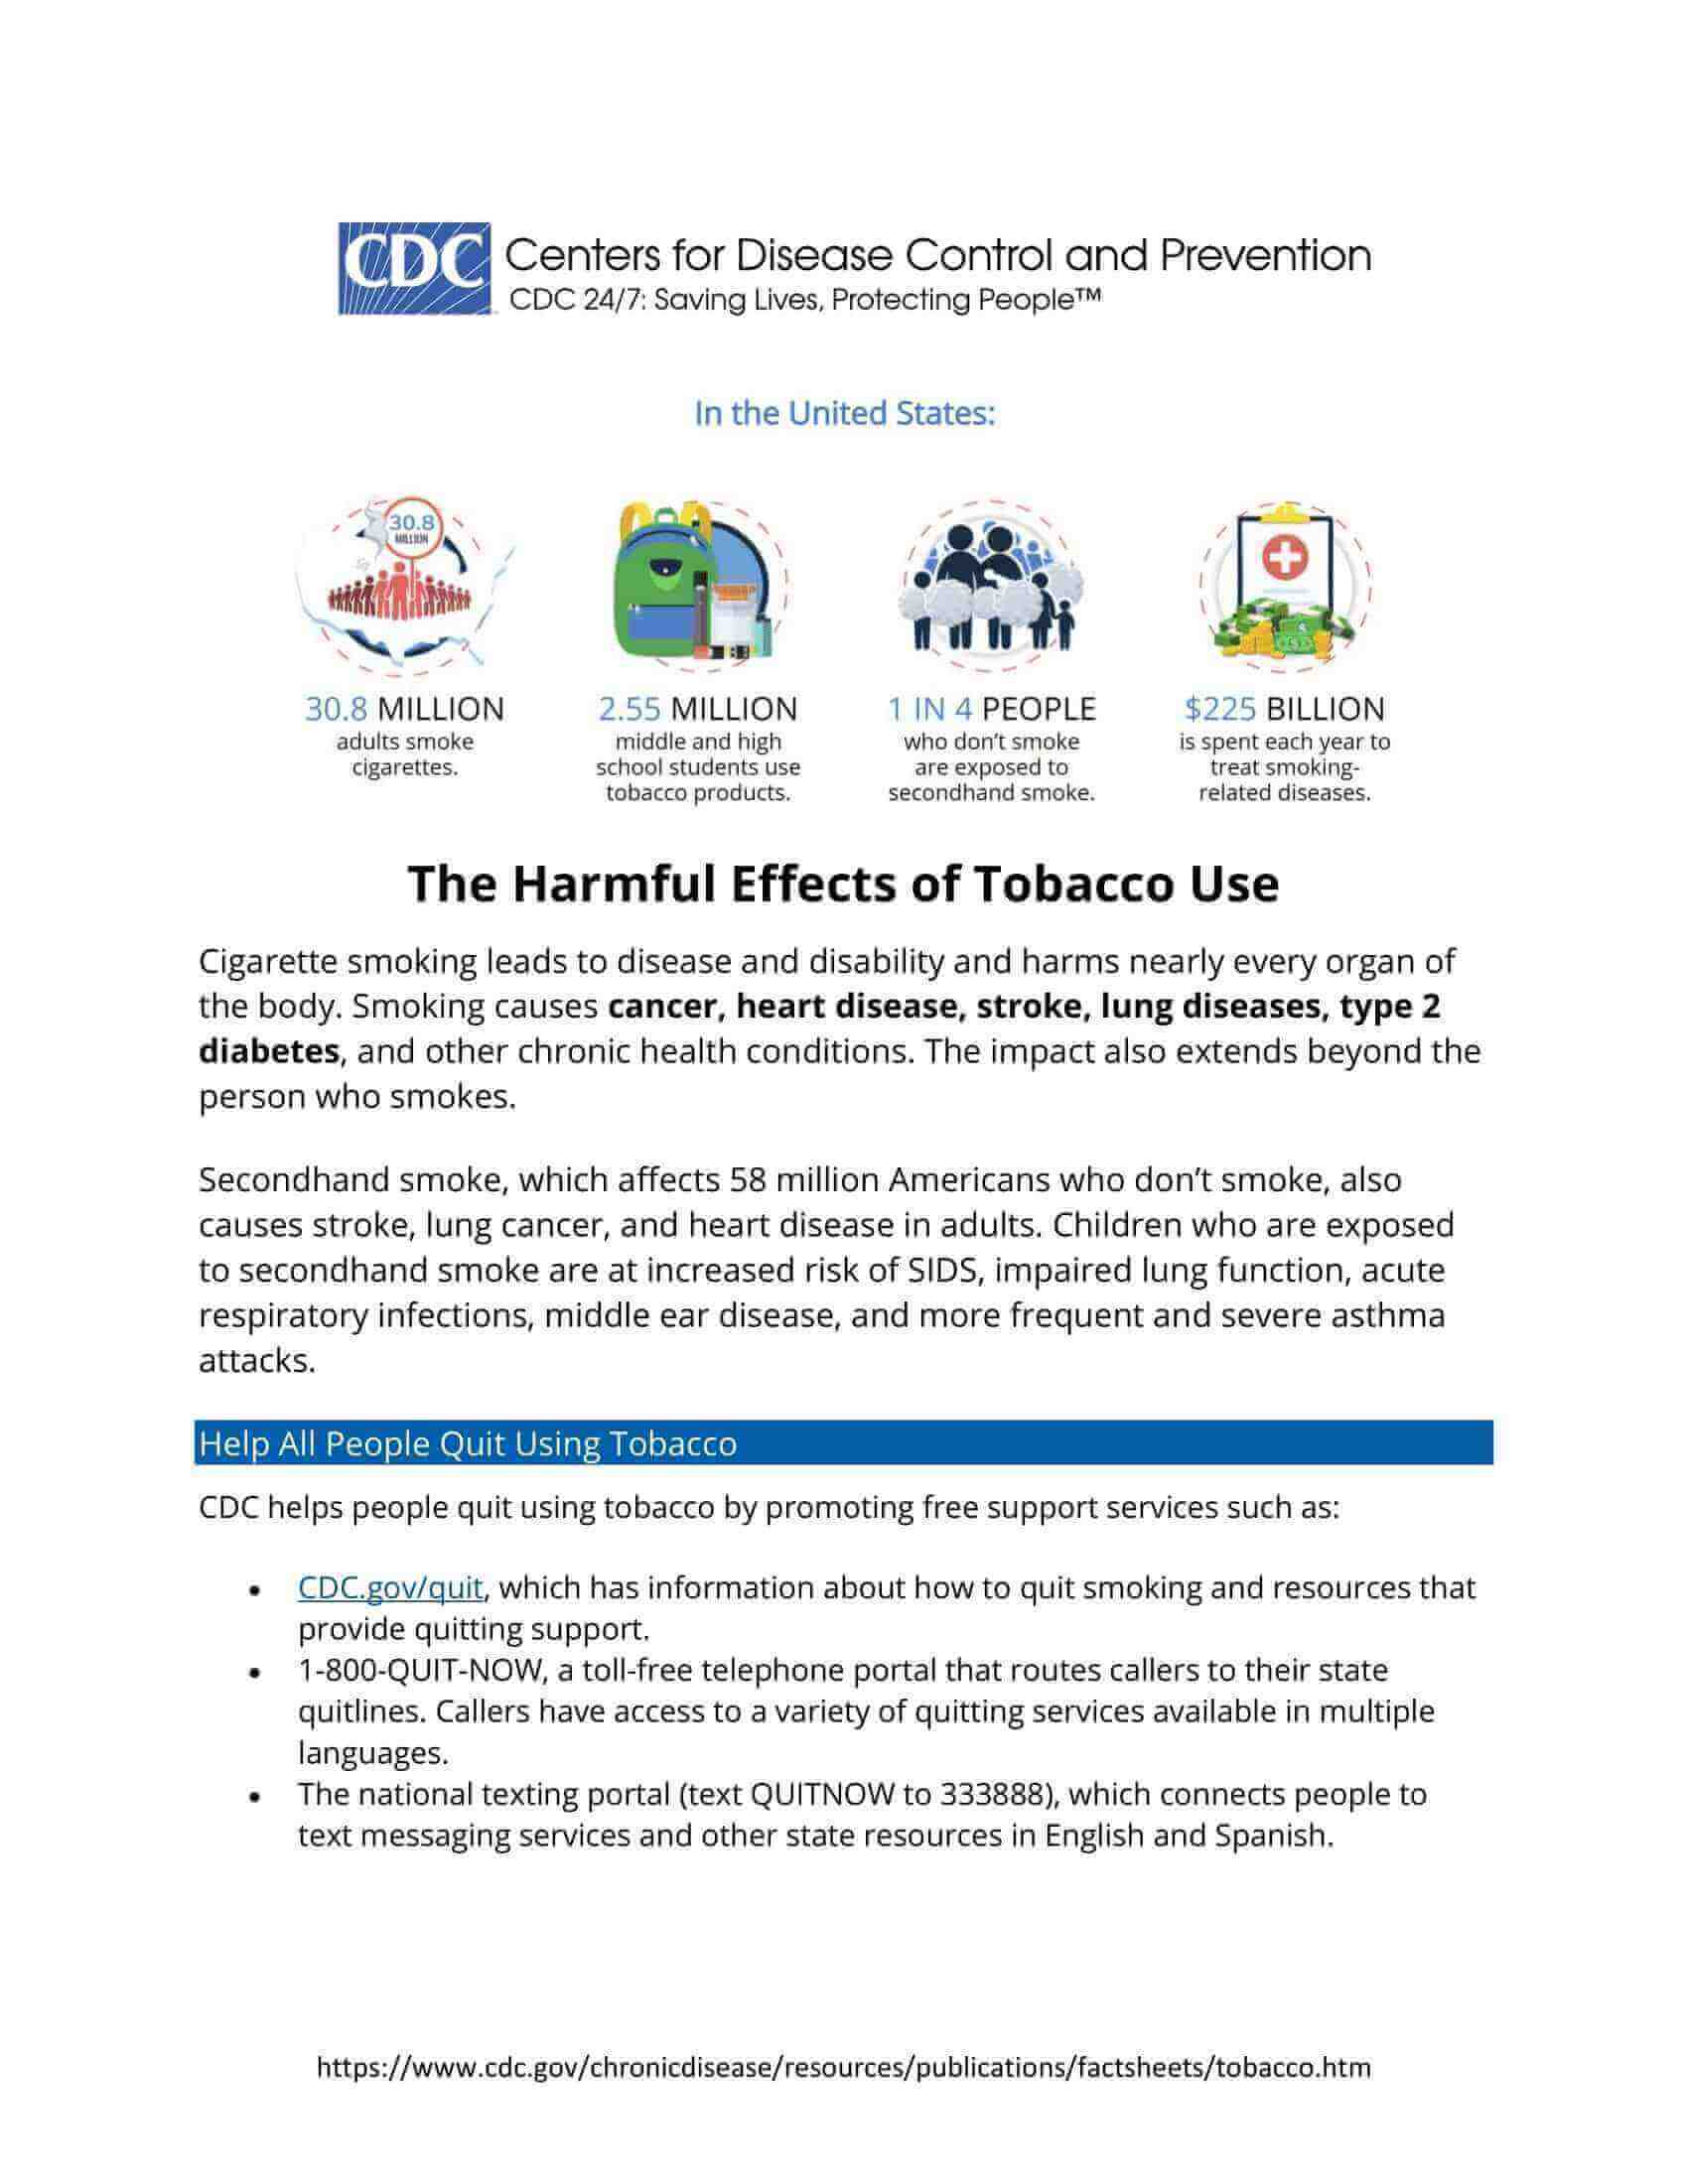 CDC Centers for Disease Control and Prevention
CDC 24/7: Saving Lives, Protecting People™
In the United States:
30.8
MILLION
30.8 MILLION
adults smoke
cigarettes.
2.55 MILLION
middle and high
school students use
tobacco products.
1 IN 4 PEOPLE
who don't smoke
are exposed to
secondhand smoke.
$225 BILLION
is spent each year to
treat smoking-
related diseases.
The Harmful Effects of Tobacco Use
Cigarette smoking leads to disease and disability and harms nearly every organ of
the body. Smoking causes cancer, heart disease, stroke, lung diseases, type 2
diabetes, and other chronic health conditions. The impact also extends beyond the
person who smokes.
Secondhand smoke, which affects 58 million Americans who don't smoke, also
causes stroke, lung cancer, and heart disease in adults. Children who are exposed
to secondhand smoke are at increased risk of SIDS, impaired lung function, acute
respiratory infections, middle ear disease, and more frequent and severe asthma
attacks.
Help All People Quit Using Tobacco
CDC helps people quit using tobacco by promoting free support services such as:
• CDC.gov/quit, which has information about how to quit smoking and resources that
provide quitting support.
• 1-800-QUIT-NOW, a toll-free telephone portal that routes callers to their state
quitlines. Callers have access to a variety of quitting services available in multiple
languages.
• The national texting portal (text QUITNOW to 333888), which connects people to
text messaging services and other state resources in English and Spanish.
https://www.cdc.gov/chronicdisease/resources/publications/factsheets/tobacco.htm